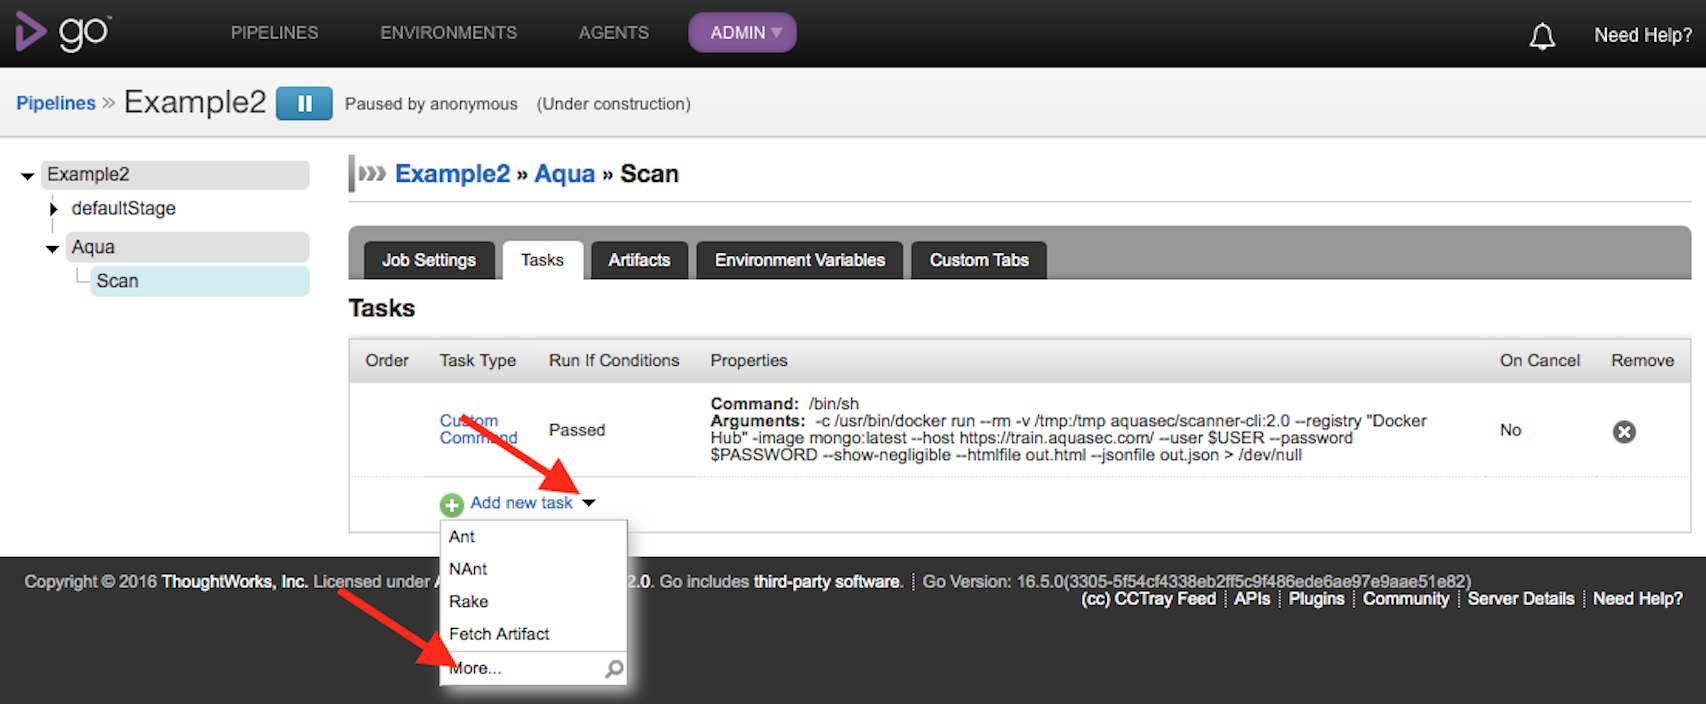 go™
PIPELINES ENVIRONMENTS AGENTS ADMIN Need Help?
Pipelines » Example2 Paused by anonymous (Under construction)
Example2
defaultStage
Aqua
Scan
Example2 » Aqua » Scan
Job Settings Tasks Artifacts Environment Variables Custom Tabs
Tasks
Order Task Type Run If Conditions Properties On Cancel Remove
Custom
Command
Passed
Command: /bin/sh
Arguments: -c /usr/bin/docker run --rm -v /tmp:/tmp aquasec/scanner-cli:2.0 --registry "Docker
Hub" -image mongo:latest --host https://train.aquasec.com/ --user $USER --password
$PASSWORD --show-negligible --htmlfile out.html --jsonfile out.json > /dev/null
No
Add new task
Ant
NAnt
Rake
Fetch Artifact
More...
Copyright © 2016 ThoughtWorks, Inc. Licensed under 2.0. Go includes third-party software. Go Version: 16.5.0(3305-5f54cf4338eb2ff5c9f486ede6ae97e9aae51e82)
(cc) CCTray Feed APIs Plugins Community Server Details Need Help?